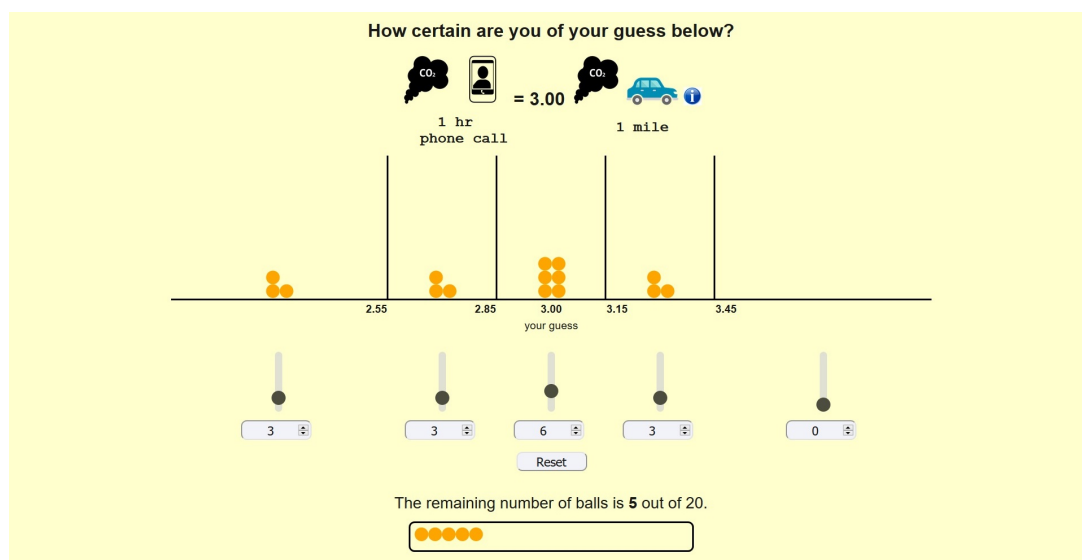 How certain are you of your guess below?
CO₂ = 3.00 CO₂ i
1 hr
phone call
1 mile
2.55 2.85 3.00 3.15 3.45
your guess
3 3 6 3 0
Reset
The remaining number of balls is 5 out of 20.